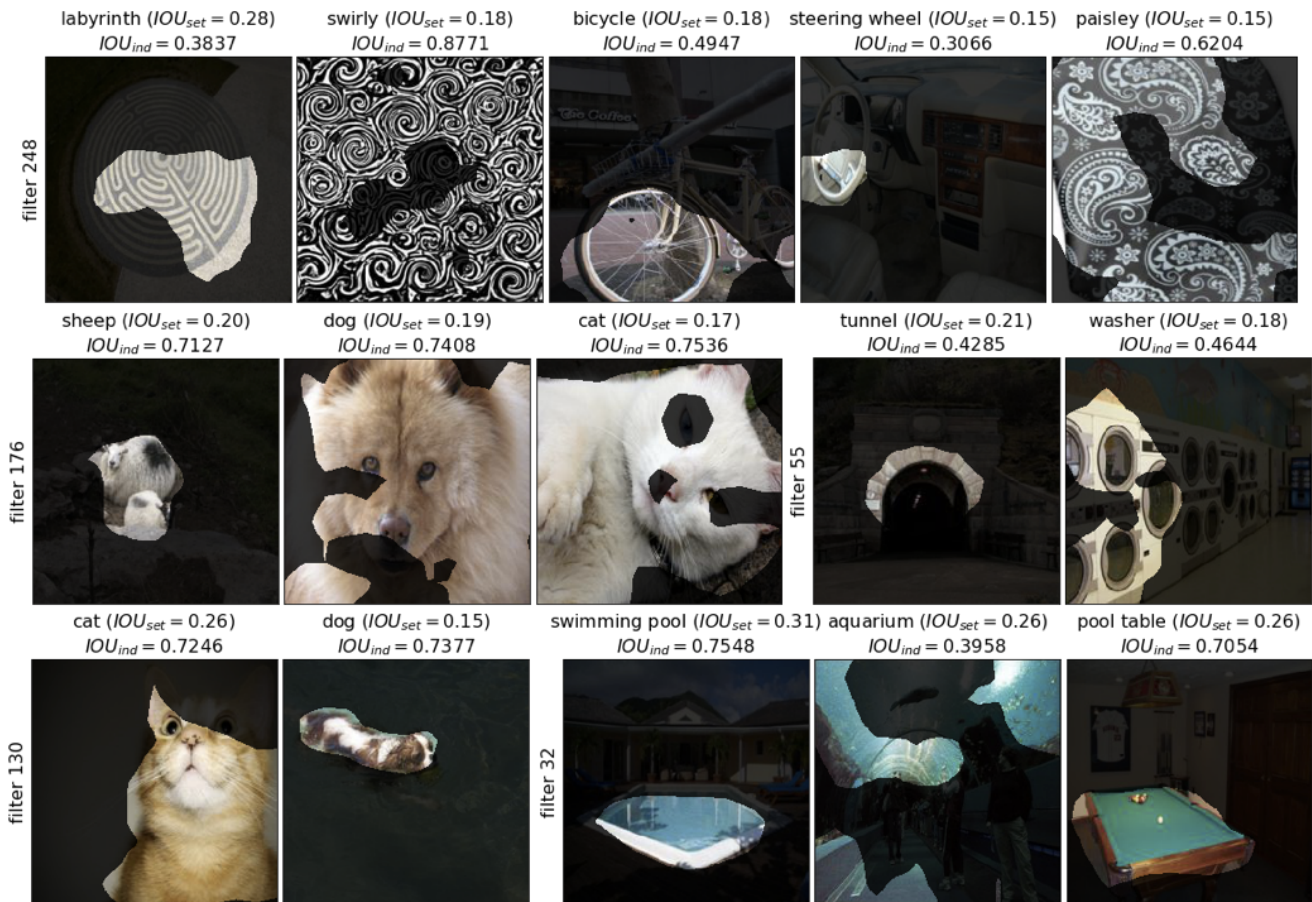 labyrinth (IOU_set = 0.28)
IOU_ind = 0.3837
swirly (IOU_set = 0.18)
IOU_ind = 0.8771
bicycle (IOU_set = 0.18)
IOU_ind = 0.4947
steering wheel (IOU_set = 0.15)
IOU_ind = 0.3066
paisley (IOU_set = 0.15)
IOU_ind = 0.6204
filter 248
Coffee
sheep (IOU_set = 0.20)
IOU_ind = 0.7127
dog (IOU_set = 0.19)
IOU_ind = 0.7408
cat (IOU_set = 0.17)
IOU_ind = 0.7536
tunnel (IOU_set = 0.21)
IOU_ind = 0.4285
washer (IOU_set = 0.18)
IOU_ind = 0.4644
filter 176
filter 55
cat (IOU_set = 0.26)
IOU_ind = 0.7246
dog (IOU_set = 0.15)
IOU_ind = 0.7377
swimming pool (IOU_set = 0.31)
IOU_ind = 0.7548
aquarium (IOU_set = 0.26)
IOU_ind = 0.3958
pool table (IOU_set = 0.26)
IOU_ind = 0.7054
filter 130
filter 32